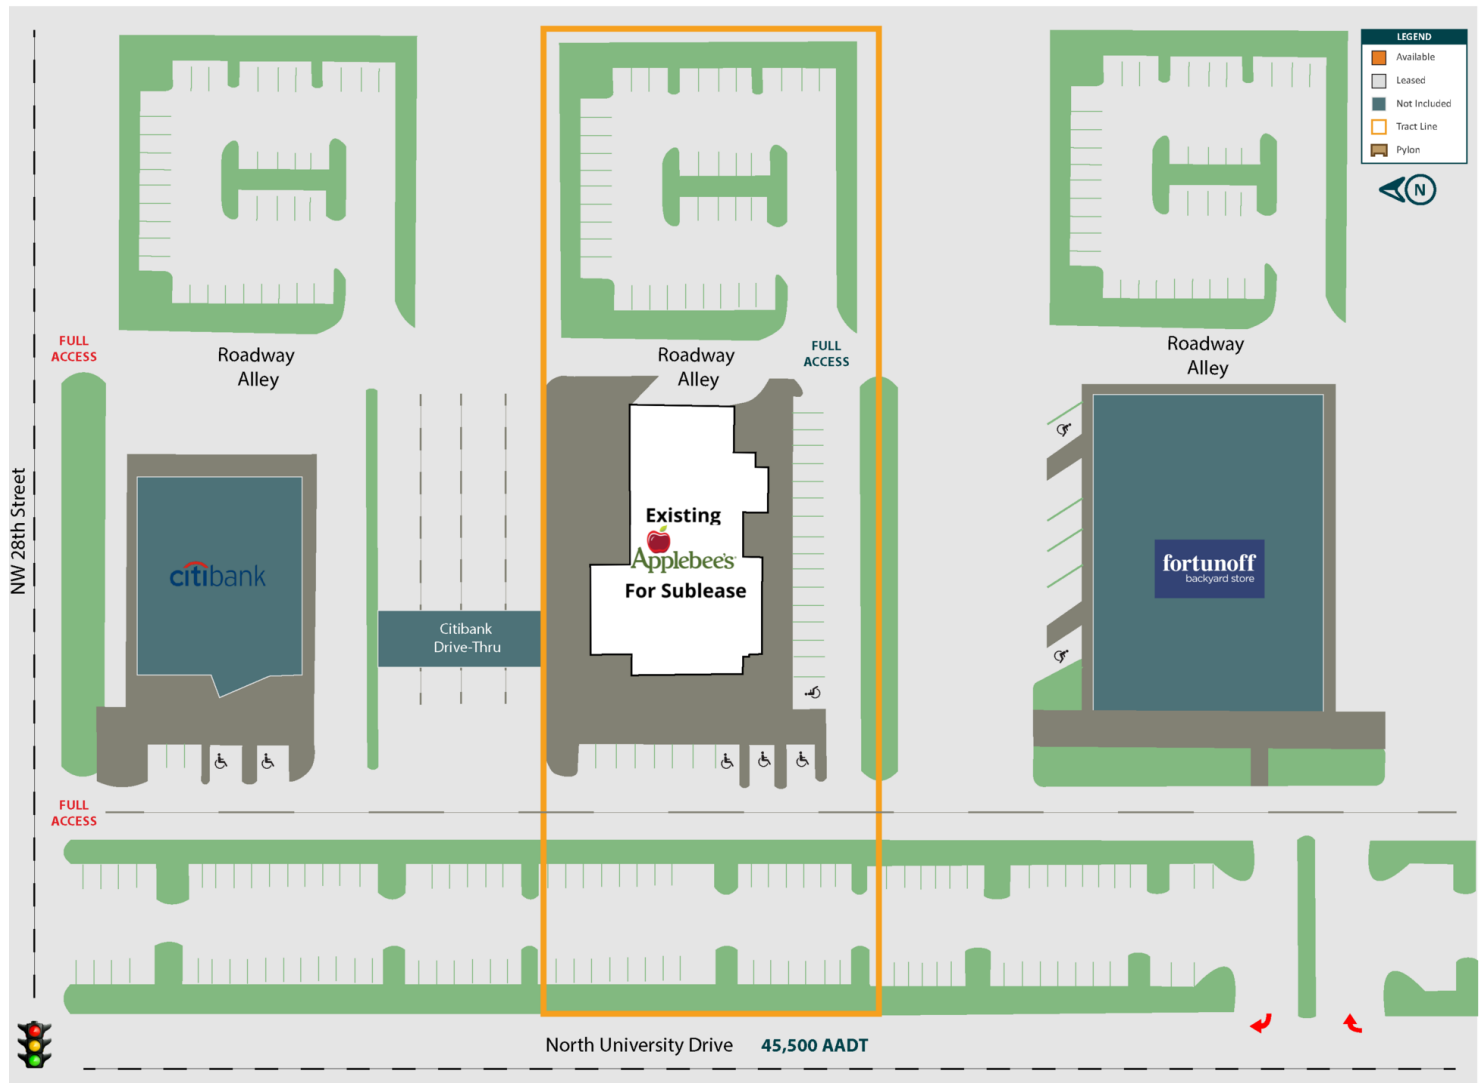 LEGEND
Available
Leased
Not Included
Tract Line
Pylon
N
FULL
ACCESS
Roadway
Alley
Roadway
Alley
FULL
ACCESS
Roadway
Alley
NW 28th Street
citibank
Citibank
Drive-Thru
Existing
Applebee's
For Sublease
fortunoff
backyard store
FULL
ACCESS
North University Drive 45,500 AADT